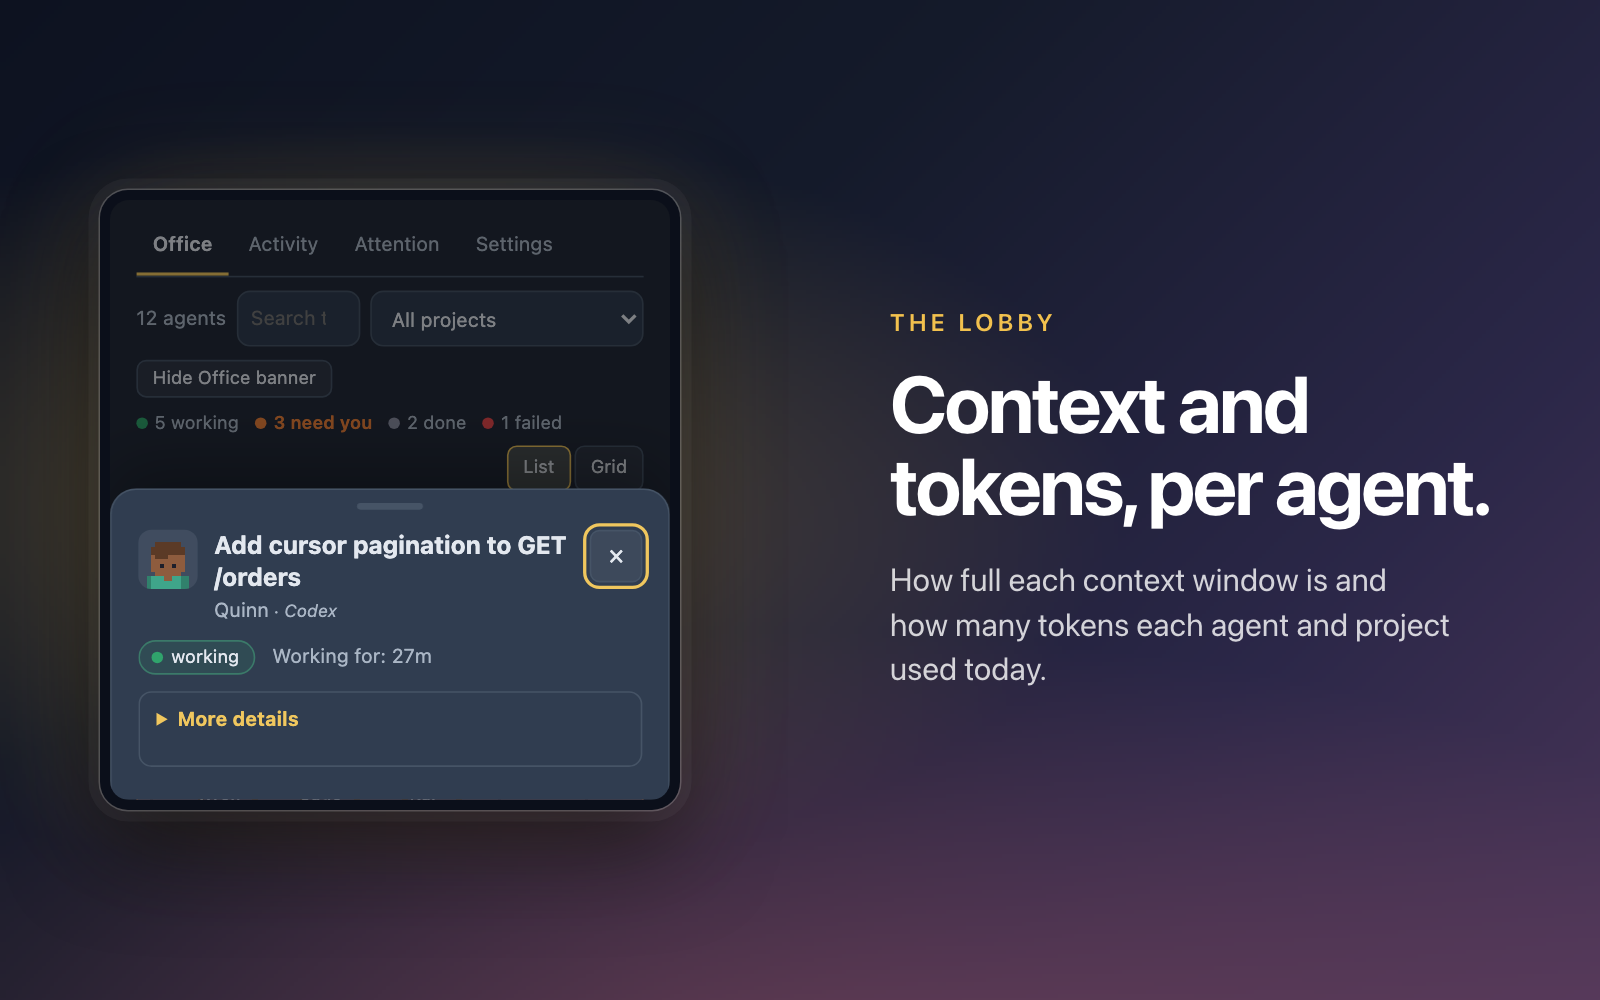 Office Activity Attention Settings
12 agents Search t All projects
Hide Office banner
5 working 3 need you 2 done 1 failed
List Grid
Add cursor pagination to GET
/orders
Quinn · Codex
working Working for: 27m
More details
THE LOBBY
Context and
tokens, per agent.
How full each context window is and
how many tokens each agent and project
used today.